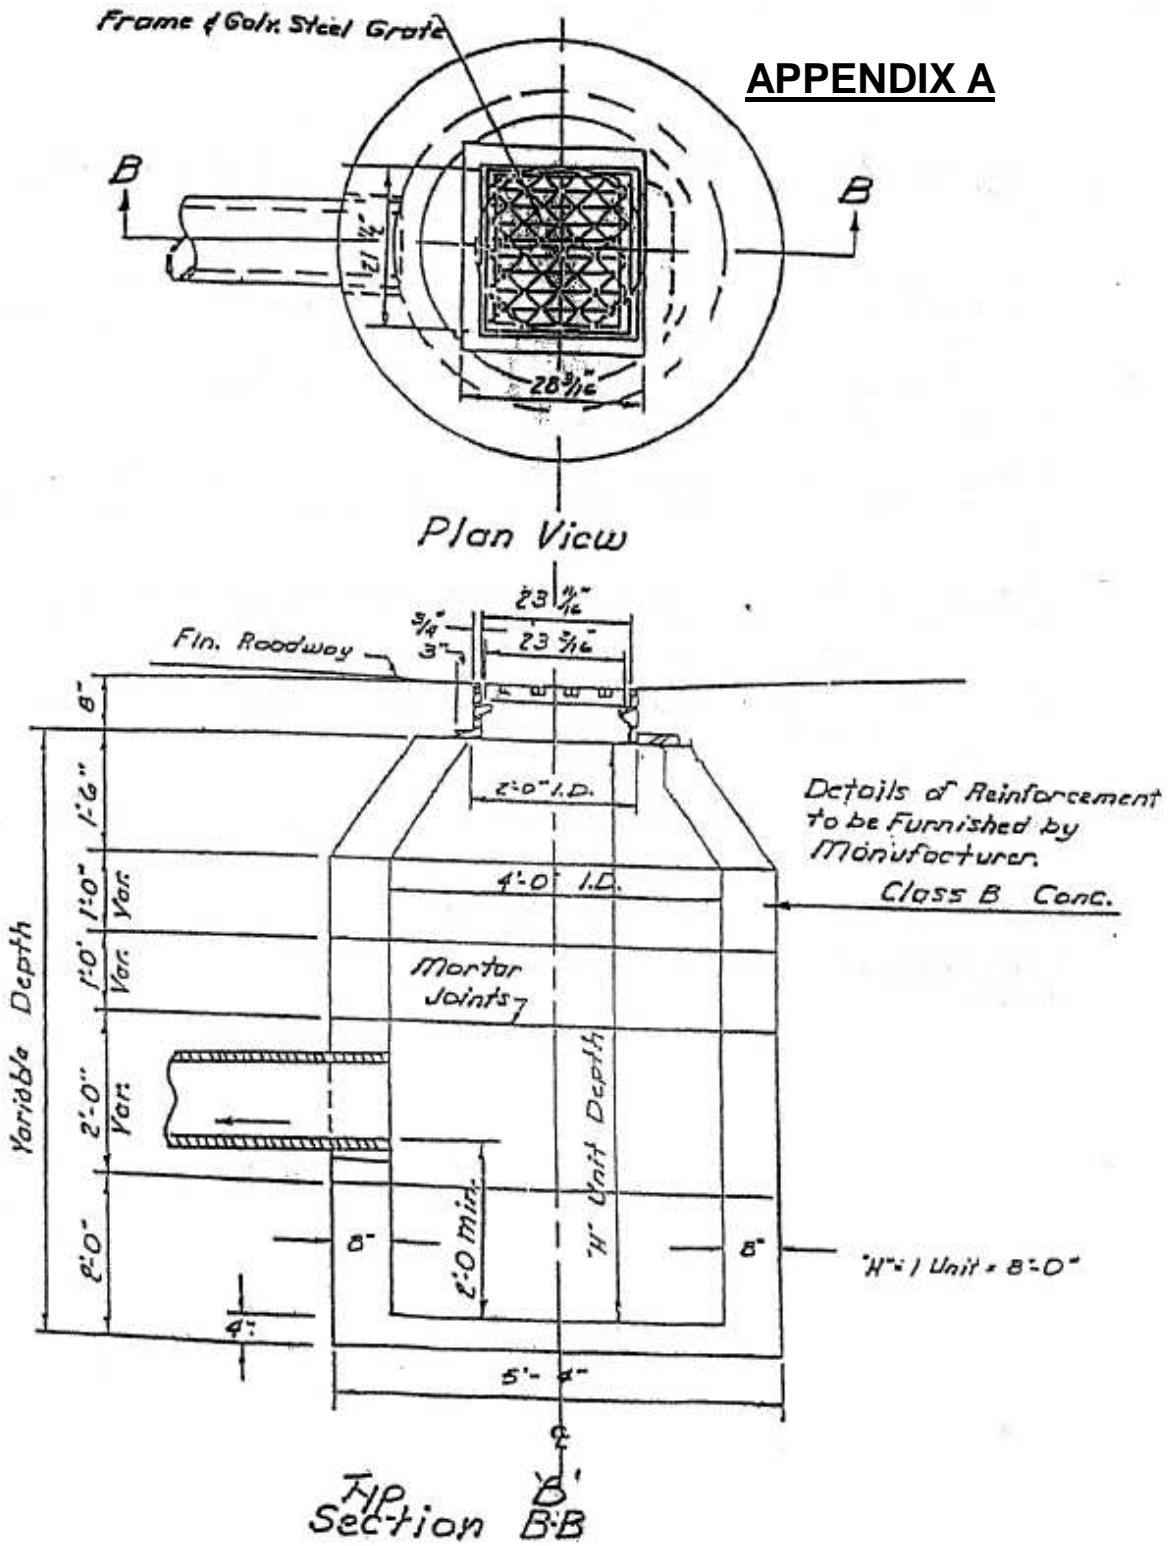 Frame & Galv. Steel Grate
APPENDIX A
B
B
21 1/2"
28 3/16"
Plan View
23 11/16"
3/4"
23 3/16"
3"
Fin. Roadway
8"
2'-0" I.D.
1'-6"
Details of Reinforcement
to be Furnished by
Manufacturer.
4'-0" I.D.
Class B Conc.
1'-0"
Var.
1'-0"
Var.
Mortar
Joints
Variable Depth
2'-0"
Var.
"H" Unit Depth
2'-0"
8"
2'-0 min.
8"
"H"= 1 Unit = 8'-0"
4"
5'-4"
℄
'B'
Section B-B